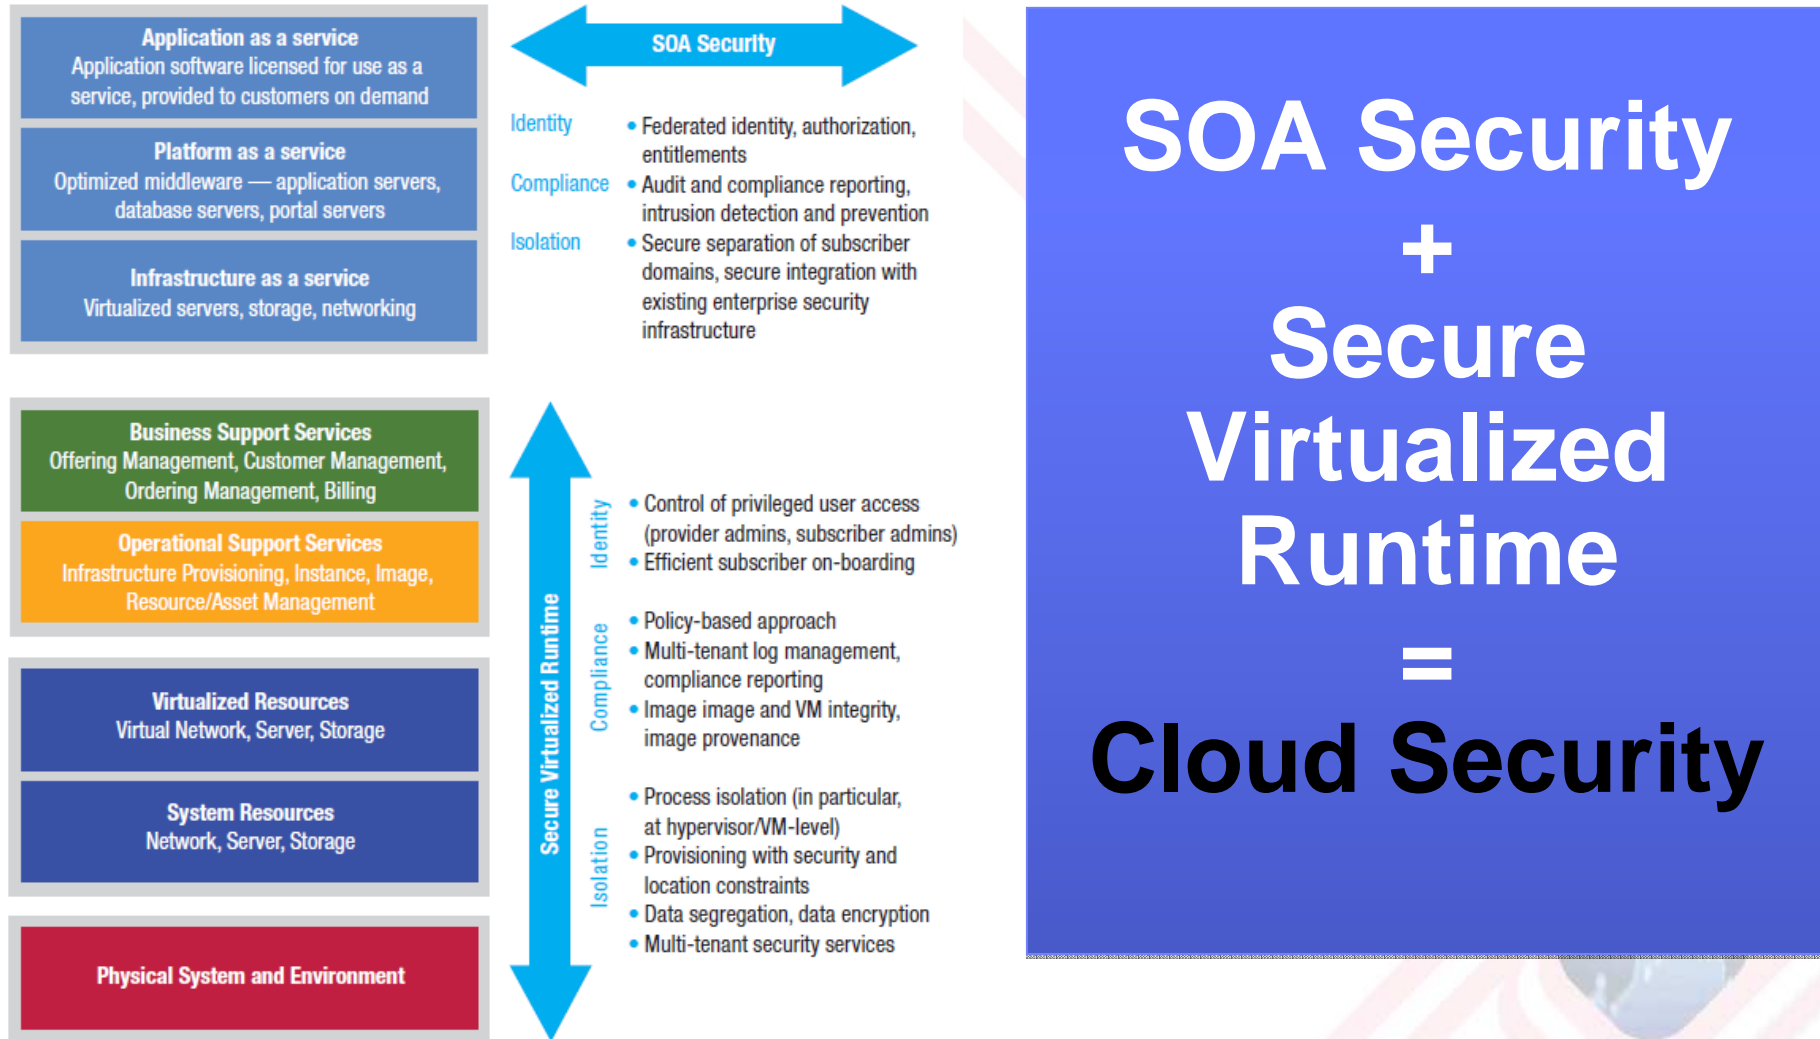 Application as a service
Application software licensed for use as a
service, provided to customers on demand
Platform as a service
Optimized middleware — application servers,
database servers, portal servers
Infrastructure as a service
Virtualized servers, storage, networking
SOA Security
Identity
• Federated identity, authorization,
entitlements
Compliance
• Audit and compliance reporting,
intrusion detection and prevention
Isolation
• Secure separation of subscriber
domains, secure integration with
existing enterprise security
infrastructure
Business Support Services
Offering Management, Customer Management,
Ordering Management, Billing
Operational Support Services
Infrastructure Provisioning, Instance, Image,
Resource/Asset Management
Virtualized Resources
Virtual Network, Server, Storage
System Resources
Network, Server, Storage
Physical System and Environment
Secure Virtualized Runtime
Identity
• Control of privileged user access
(provider admins, subscriber admins)
• Efficient subscriber on-boarding
Compliance
• Policy-based approach
• Multi-tenant log management,
compliance reporting
• Image image and VM integrity,
image provenance
Isolation
• Process isolation (in particular,
at hypervisor/VM-level)
• Provisioning with security and
location constraints
• Data segregation, data encryption
• Multi-tenant security services
SOA Security
+
Secure
Virtualized
Runtime
=
Cloud Security